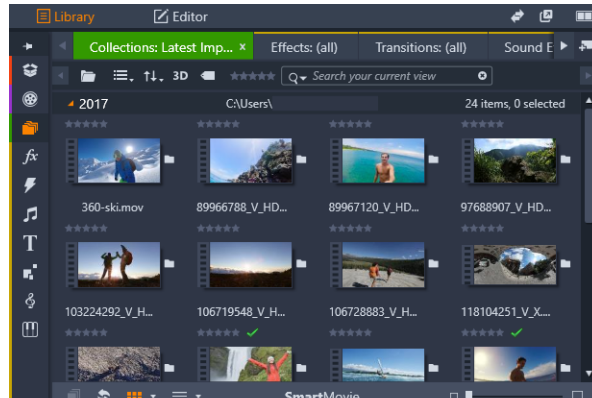 Library Editor
Collections: Latest Imp... x Effects: (all) Transitions: (all) Sound E
3D Search your current view
2017 C:\Users\ 24 items, 0 selected
360-ski.mov 89966788_V_HD... 89967120_V_HD... 97688907_V_HD...
fx
T
103224292_V_H... 106719548_V_H... 106728883_V_H... 118104251_V_X...
SmartMovie